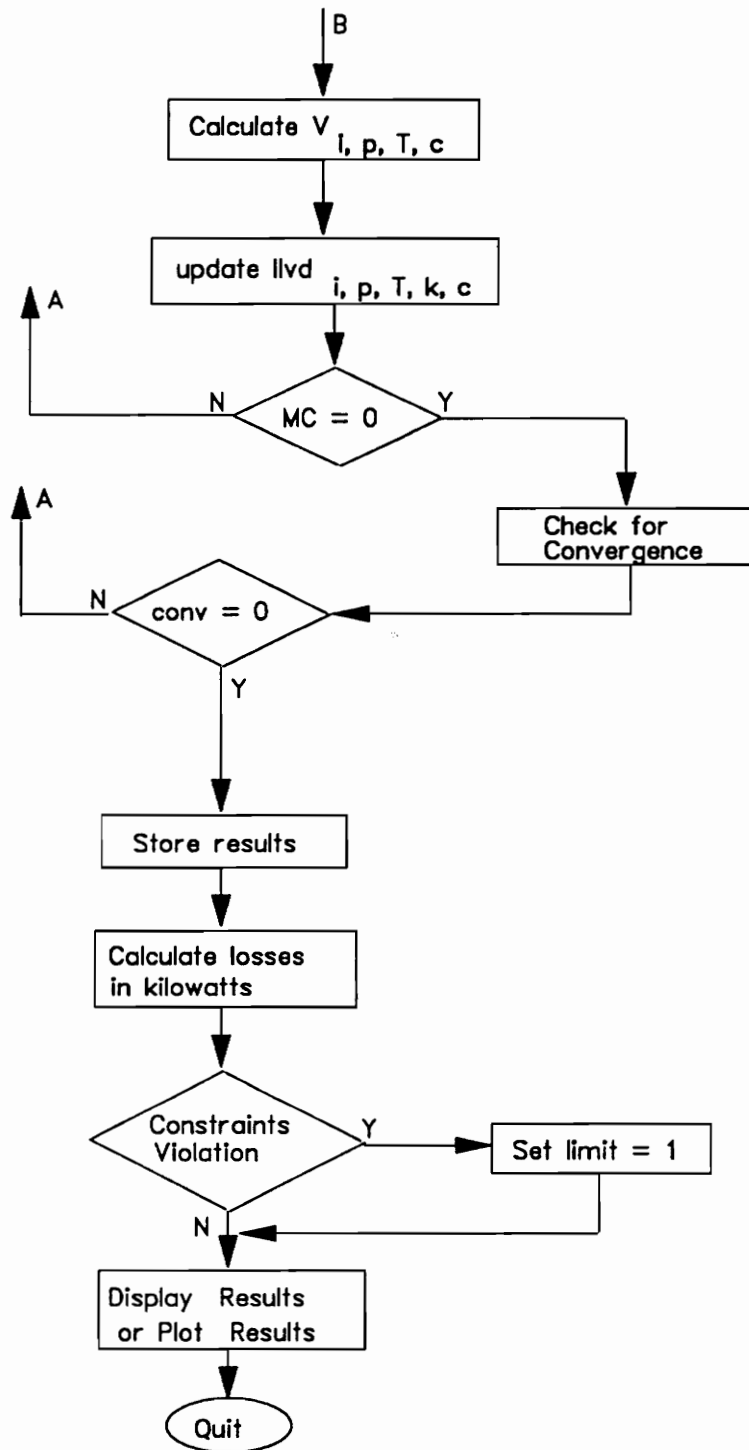 B
Calculate V i, p, T, c
update llvd i, p, T, k, c
A
N
MC = 0
Y
A
Check for
Convergence
N
conv = 0
Y
Store results
Calculate losses
in kilowatts
Constraints
Violation
Y
Set limit = 1
N
Display Results
or Plot Results
Quit